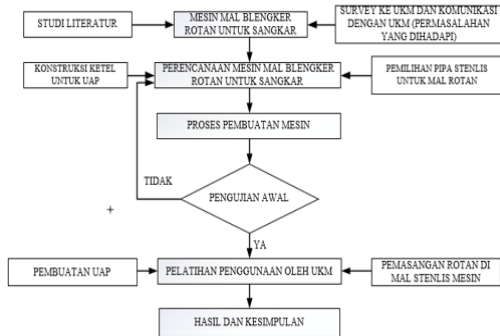 STUDI LITERATUR
MESIN MAL BLENGKER
ROTAN UNTUK SANGKAR
SURVEY KE UKM DAN KOMUNIKASI
DENGAN UKM (PERMASALAHAN
YANG DIHADAPI)
KONSTRUKSI KETEL
UNTUK UAP
PERENCANAAN MESIN MAL BLENGKER
ROTAN UNTUK SANGKAR
PEMILIHAN PIPA STENLIS
UNTUK MAL ROTAN
PROSES PEMBUATAN MESIN
TIDAK
PENGUJIAN AWAL
YA
PEMBUATAN UAP
PELATIHAN PENGGUNAAN OLEH UKM
PEMASANGAN ROTAN DI
MAL STENLIS MESIN
HASIL DAN KESIMPULAN